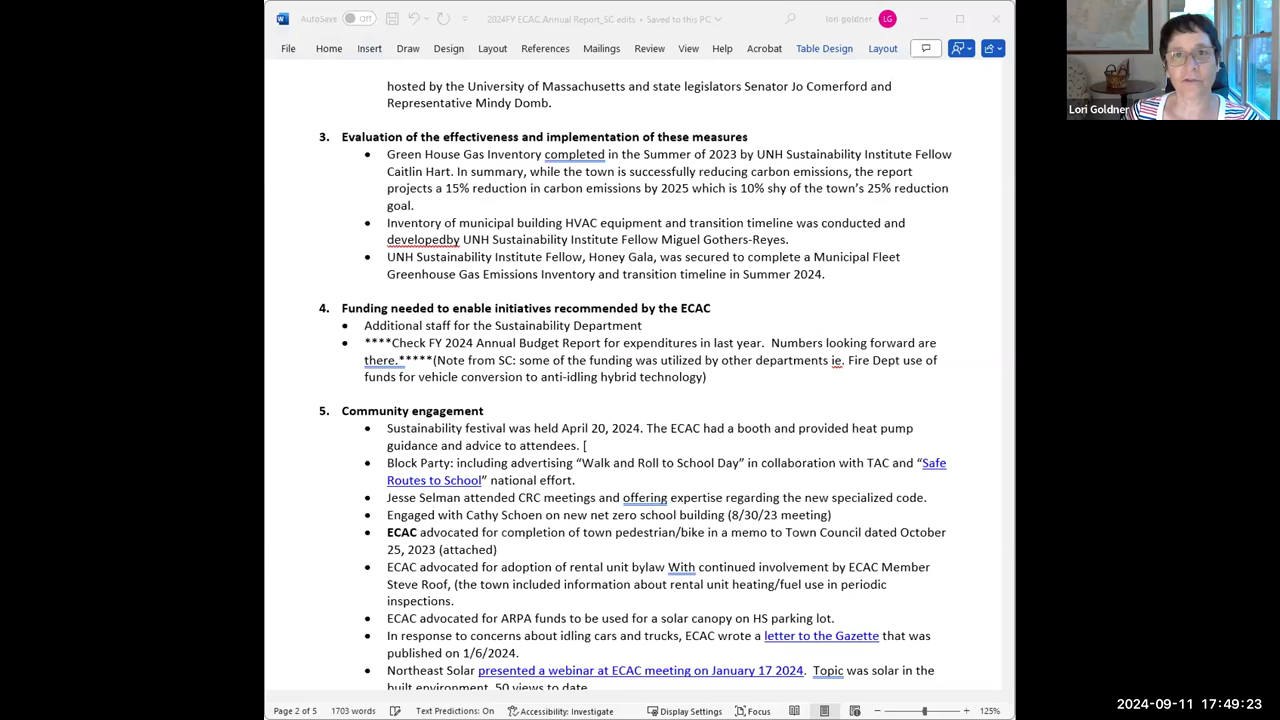 AutoSave Off 2024FY ECAC Annual Report_SC edits • Saved to this PC lori goldner LG
File Home Insert Draw Design Layout References Mailings Review View Help Acrobat Table Design Layout
hosted by the University of Massachusetts and state legislators Senator Jo Comerford and
Representative Mindy Domb.
3. Evaluation of the effectiveness and implementation of these measures
• Green House Gas Inventory completed in the Summer of 2023 by UNH Sustainability Institute Fellow
Caitlin Hart. In summary, while the town is successfully reducing carbon emissions, the report
projects a 15% reduction in carbon emissions by 2025 which is 10% shy of the town's 25% reduction
goal.
• Inventory of municipal building HVAC equipment and transition timeline was conducted and
developedby UNH Sustainability Institute Fellow Miguel Gothers-Reyes.
• UNH Sustainability Institute Fellow, Honey Gala, was secured to complete a Municipal Fleet
Greenhouse Gas Emissions Inventory and transition timeline in Summer 2024.
4. Funding needed to enable initiatives recommended by the ECAC
• Additional staff for the Sustainability Department
• ****Check FY 2024 Annual Budget Report for expenditures in last year. Numbers looking forward are
there.*****(Note from SC: some of the funding was utilized by other departments ie. Fire Dept use of
funds for vehicle conversion to anti-idling hybrid technology)
5. Community engagement
• Sustainability festival was held April 20, 2024. The ECAC had a booth and provided heat pump
guidance and advice to attendees. [
• Block Party: including advertising “Walk and Roll to School Day” in collaboration with TAC and “Safe
Routes to School” national effort.
• Jesse Selman attended CRC meetings and offering expertise regarding the new specialized code.
• Engaged with Cathy Schoen on new net zero school building (8/30/23 meeting)
• ECAC advocated for completion of town pedestrian/bike in a memo to Town Council dated October
25, 2023 (attached)
• ECAC advocated for adoption of rental unit bylaw With continued involvement by ECAC Member
Steve Roof, (the town included information about rental unit heating/fuel use in periodic
inspections.
• ECAC advocated for ARPA funds to be used for a solar canopy on HS parking lot.
• In response to concerns about idling cars and trucks, ECAC wrote a letter to the Gazette that was
published on 1/6/2024.
• Northeast Solar presented a webinar at ECAC meeting on January 17 2024. Topic was solar in the
built environment. 50 views to date
Page 2 of 5 1703 words Text Predictions: On Accessibility: Investigate Display Settings Focus 125%
Lori Goldner
2024-09-11 17:49:23